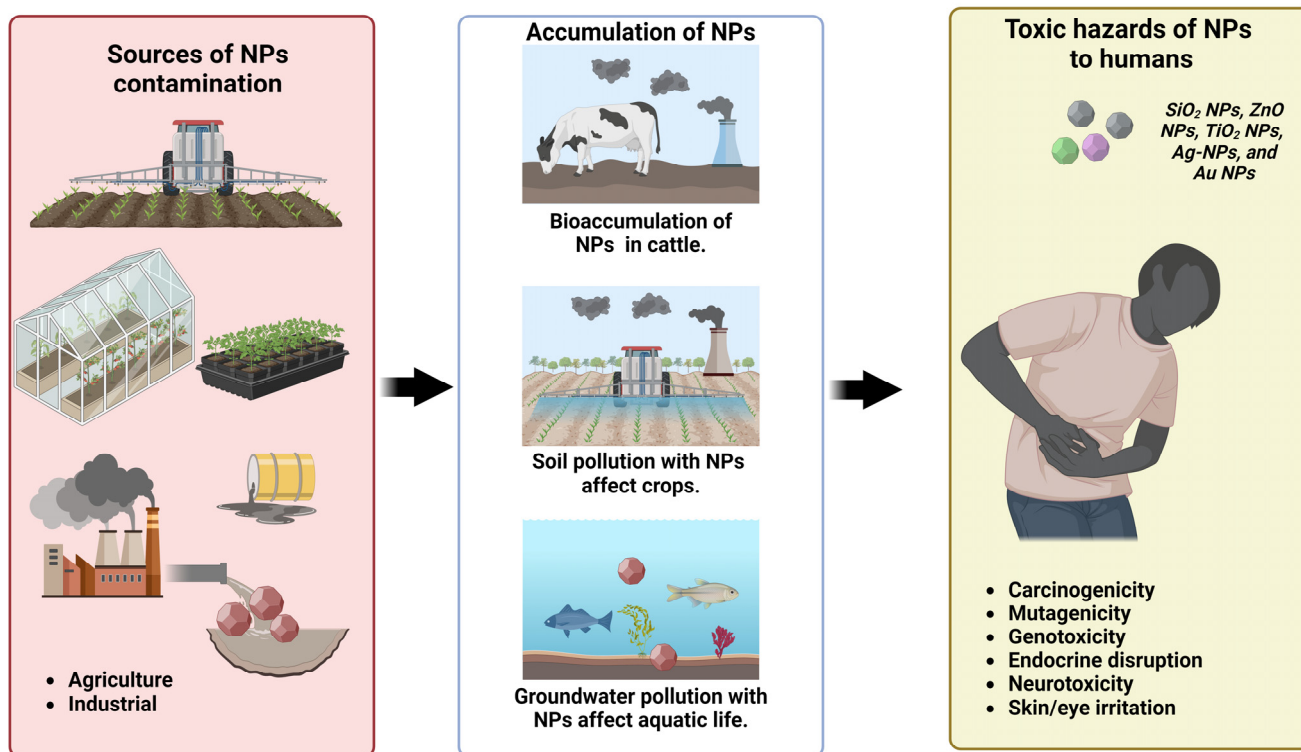 Sources of NPs
contamination
• Agriculture
• Industrial
Accumulation of NPs
Bioaccumulation of
NPs in cattle.
Soil pollution with NPs
affect crops.
Groundwater pollution with
NPs affect aquatic life.
Toxic hazards of NPs
to humans
SiO₂ NPs, ZnO
NPs, TiO₂ NPs,
Ag-NPs, and
Au NPs
• Carcinogenicity
• Mutagenicity
• Genotoxicity
• Endocrine disruption
• Neurotoxicity
• Skin/eye irritation